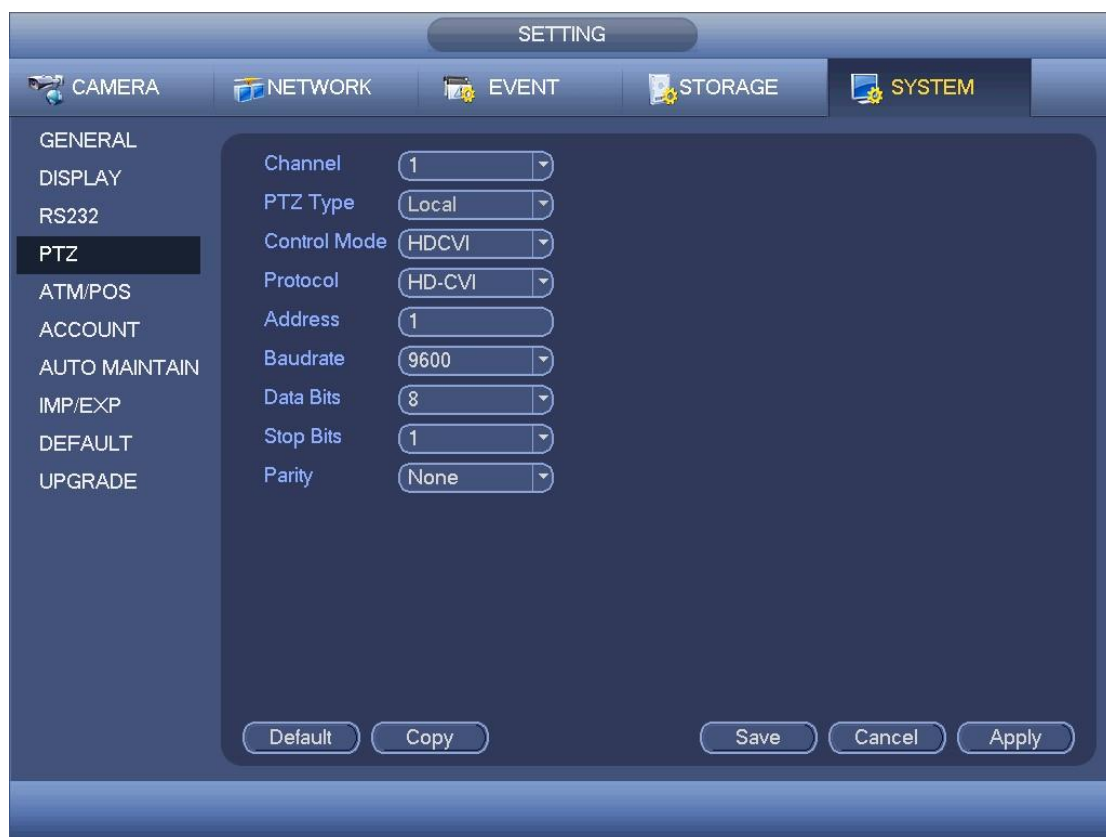 SETTING
CAMERA NETWORK EVENT STORAGE SYSTEM
GENERAL
DISPLAY
RS232
PTZ
ATM/POS
ACCOUNT
AUTO MAINTAIN
IMP/EXP
DEFAULT
UPGRADE
Channel 1
PTZ Type Local
Control Mode HDCVI
Protocol HD-CVI
Address 1
Baudrate 9600
Data Bits 8
Stop Bits 1
Parity None
Default Copy Save Cancel Apply